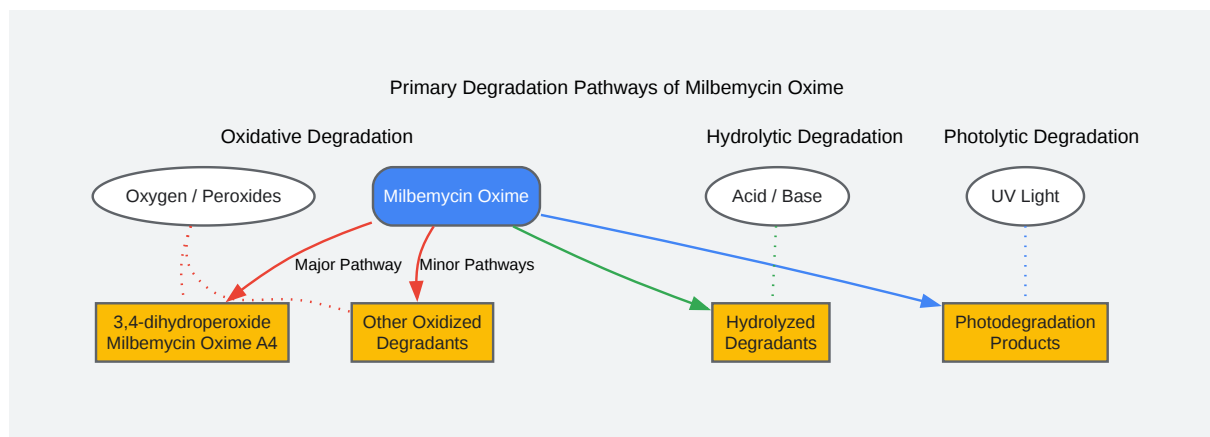 Primary Degradation Pathways of Milbemycin Oxime
Oxidative Degradation
Hydrolytic Degradation
Photolytic Degradation
Oxygen / Peroxides
Milbemycin Oxime
Acid / Base
UV Light
Major Pathway
Minor Pathways
3,4-dihydroperoxide
Milbemycin Oxime A4
Other Oxidized
Degradants
Hydrolyzed
Degradants
Photodegradation
Products